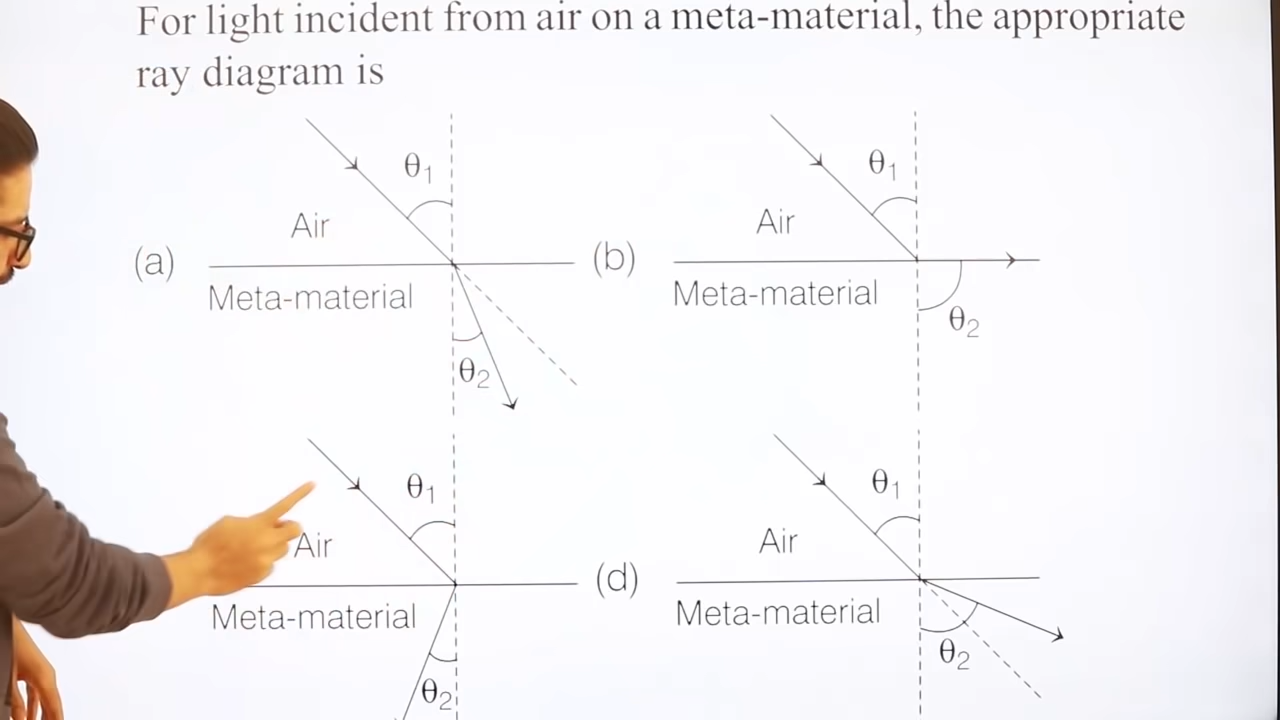 For light incident from air on a meta-material, the appropriate
ray diagram is
(a)
θ1
Air
Meta-material
θ2
(b)
θ1
Air
Meta-material
θ2
θ1
Air
Meta-material
θ2
(d)
θ1
Air
Meta-material
θ2